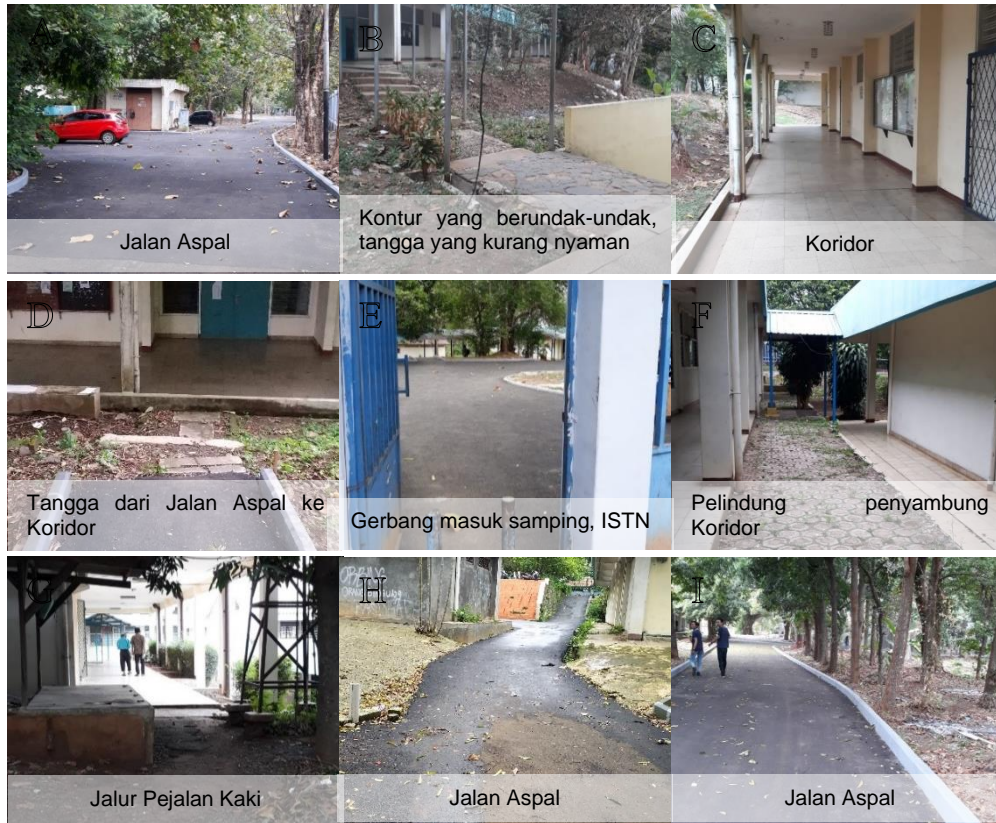 A
Jalan Aspal
B
Kontur yang berundak-undak,
tangga yang kurang nyaman
C
Koridor
D
Tangga dari Jalan Aspal ke
Koridor
E
Gerbang masuk samping, ISTN
F
Pelindung penyambung
Koridor
G
Jalur Pejalan Kaki
H
Jalan Aspal
I
Jalan Aspal